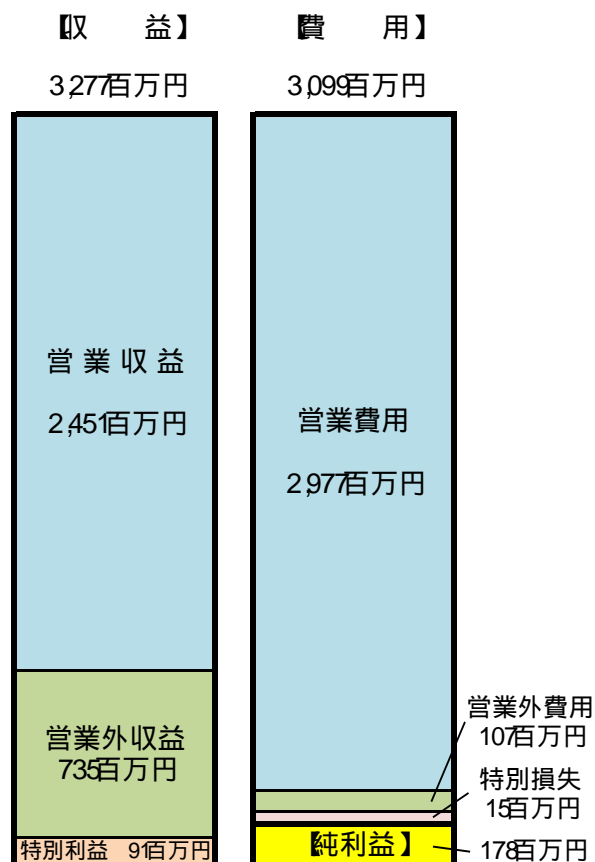 【収　　益】
3,277百万円
営 業 収 益
2,451百万円
営業外収益
735百万円
特別利益　91百万円
【費　　用】
3,099百万円
営業費用
2,977百万円
営業外費用
107百万円
特別損失
15百万円
【純利益】
178百万円